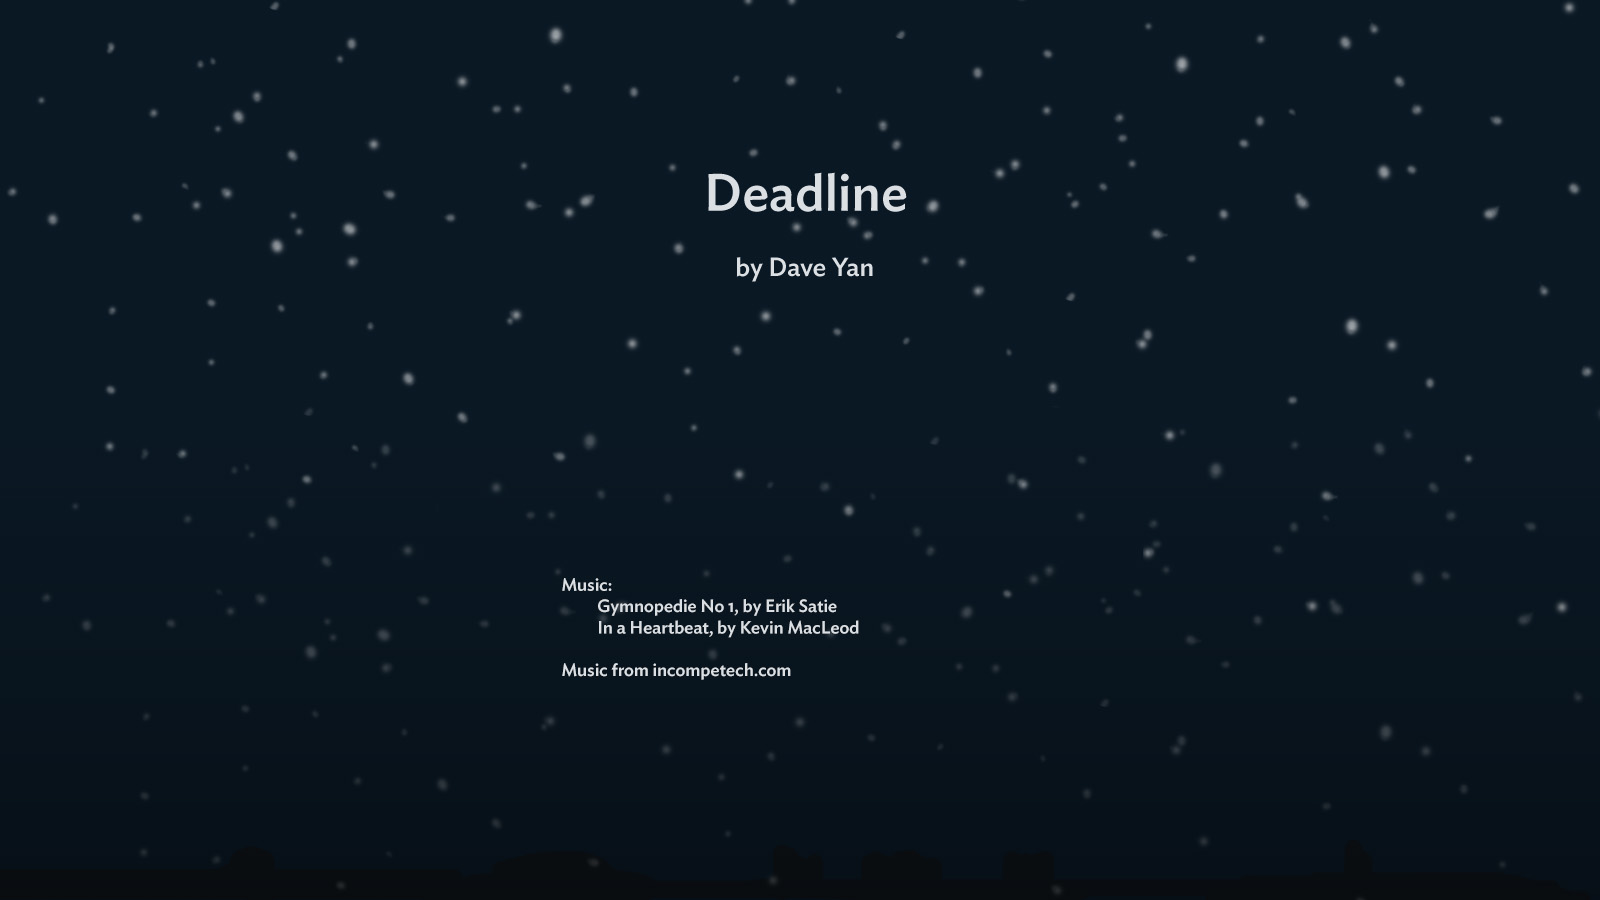 Deadline
by Dave Yan
Music:
Gymnopedie No 1, by Erik Satie
In a Heartbeat, by Kevin MacLeod
Music from incompetech.com